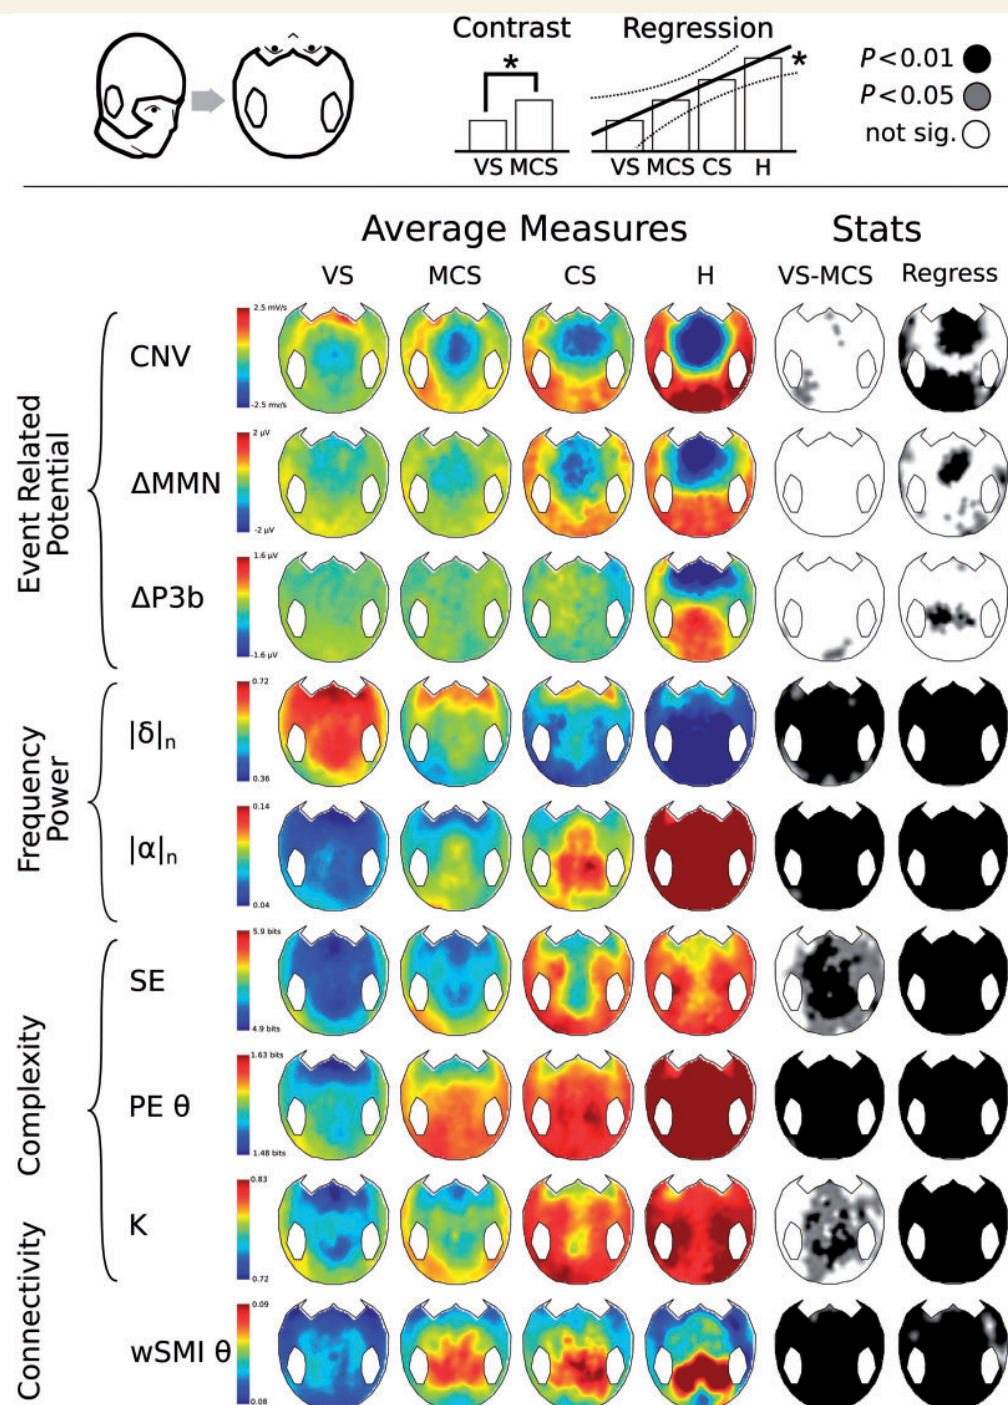 Contrast Regression
*
*
P<0.01
P<0.05
not sig.
VS MCS
VS MCS CS H
Average Measures Stats
VS MCS CS H VS-MCS Regress
Event Related
Potential
CNV
2.5 mV/s
-2.5 mv/s
ΔMMN
2 µV
-2 µV
ΔP3b
1.6 µV
-1.6 µV
Frequency
Power
|δ|n
0.72
0.36
|α|n
0.14
0.04
Complexity
SE
5.9 bits
4.9 bits
PE θ
1.63 bits
1.48 bits
K
0.83
0.72
Connectivity
wSMI θ
0.09
0.08